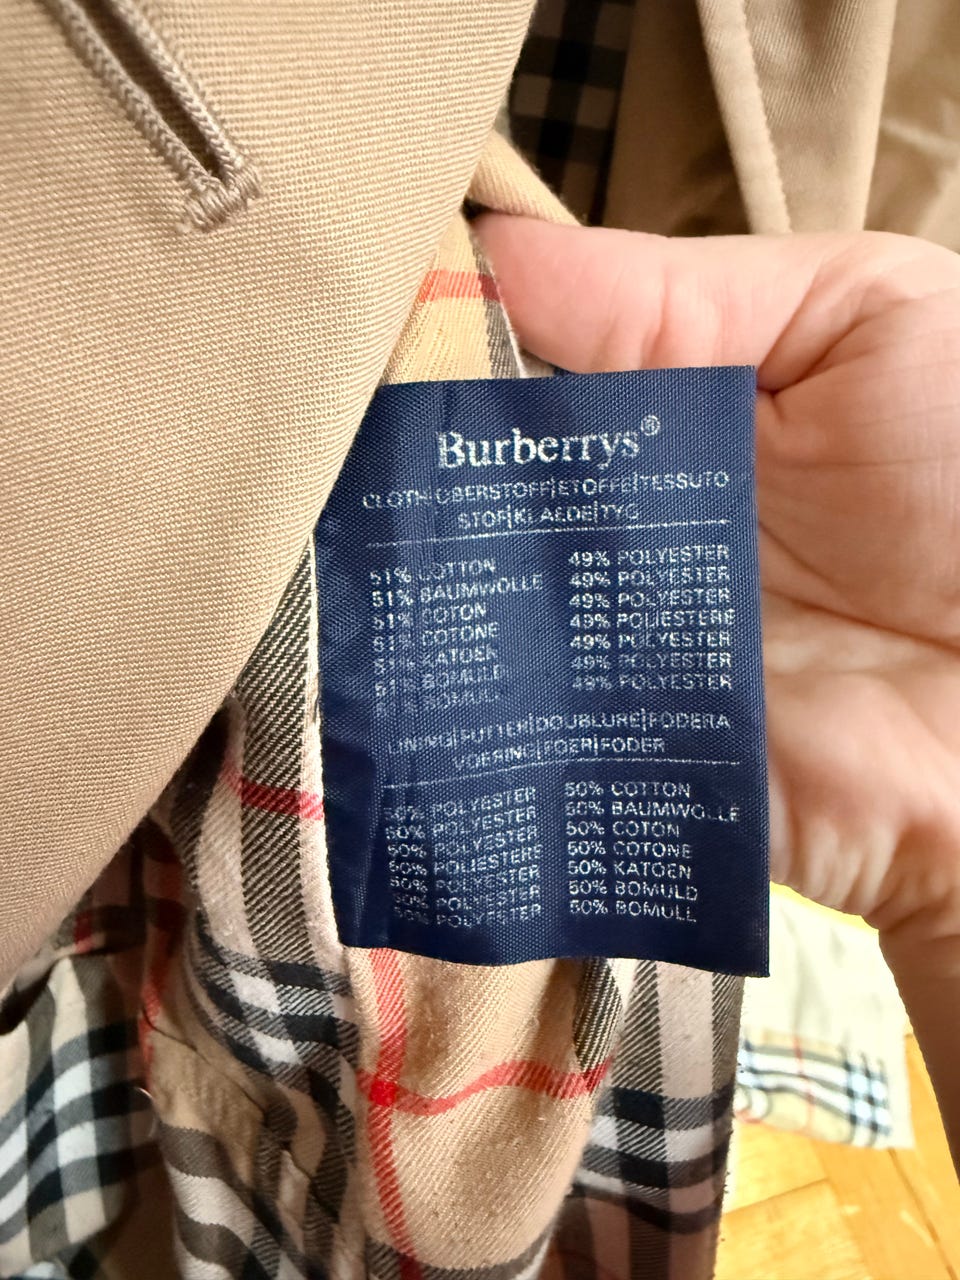 Burberrys®
CLOTH|OBERSTOFF|ETOFFE|TESSUTO
STOF|KLAEDE|TYG
51% COTTON 49% POLYESTER
51% BAUMWOLLE 49% POLYESTER
51% COTON 49% POLYESTER
51% COTONE 49% POLIESTERE
51% KATOEN 49% POLYESTER
51% BOMULD 49% POLYESTER
51% BOMULL 49% POLYESTER
LINING|FUTTER|DOUBLURE|FODERA
VOERING|FOER|FODER
50% POLYESTER 50% COTTON
50% POLYESTER 50% BAUMWOLLE
50% POLYESTER 50% COTON
50% POLIESTERE 50% COTONE
50% POLYESTER 50% KATOEN
50% POLYESTER 50% BOMULD
50% POLYESTER 50% BOMULL